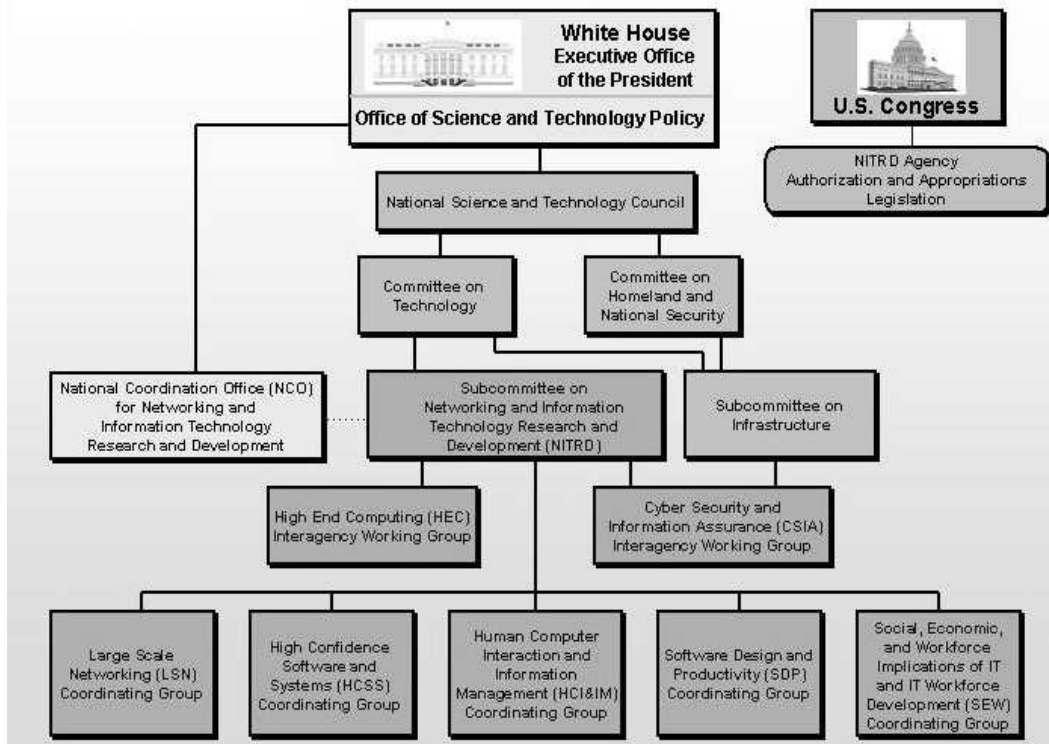 White House
Executive Office
of the President
Office of Science and Technology Policy
U.S. Congress
NITRD Agency
Authorization and Appropriations
Legislation
National Science and Technology Council
Committee on
Technology
Committee on
Homeland and
National Security
National Coordination Office (NCO)
for Networking and
Information Technology
Research and Development
Subcommittee on
Networking and Information
Technology Research and
Development (NITRD)
Subcommittee on
Infrastructure
High End Computing (HEC)
Interagency Working Group
Cyber Security and
Information Assurance (CSIA)
Interagency Working Group
Large Scale
Networking (LSN)
Coordinating Group
High Confidence
Software and
Systems (HCSS)
Coordinating Group
Human Computer
Interaction and
Information
Management (HCI&IM)
Coordinating Group
Software Design and
Productivity (SDP)
Coordinating Group
Social, Economic,
and Workforce
Implications of IT
and IT Workforce
Development (SEW)
Coordinating Group